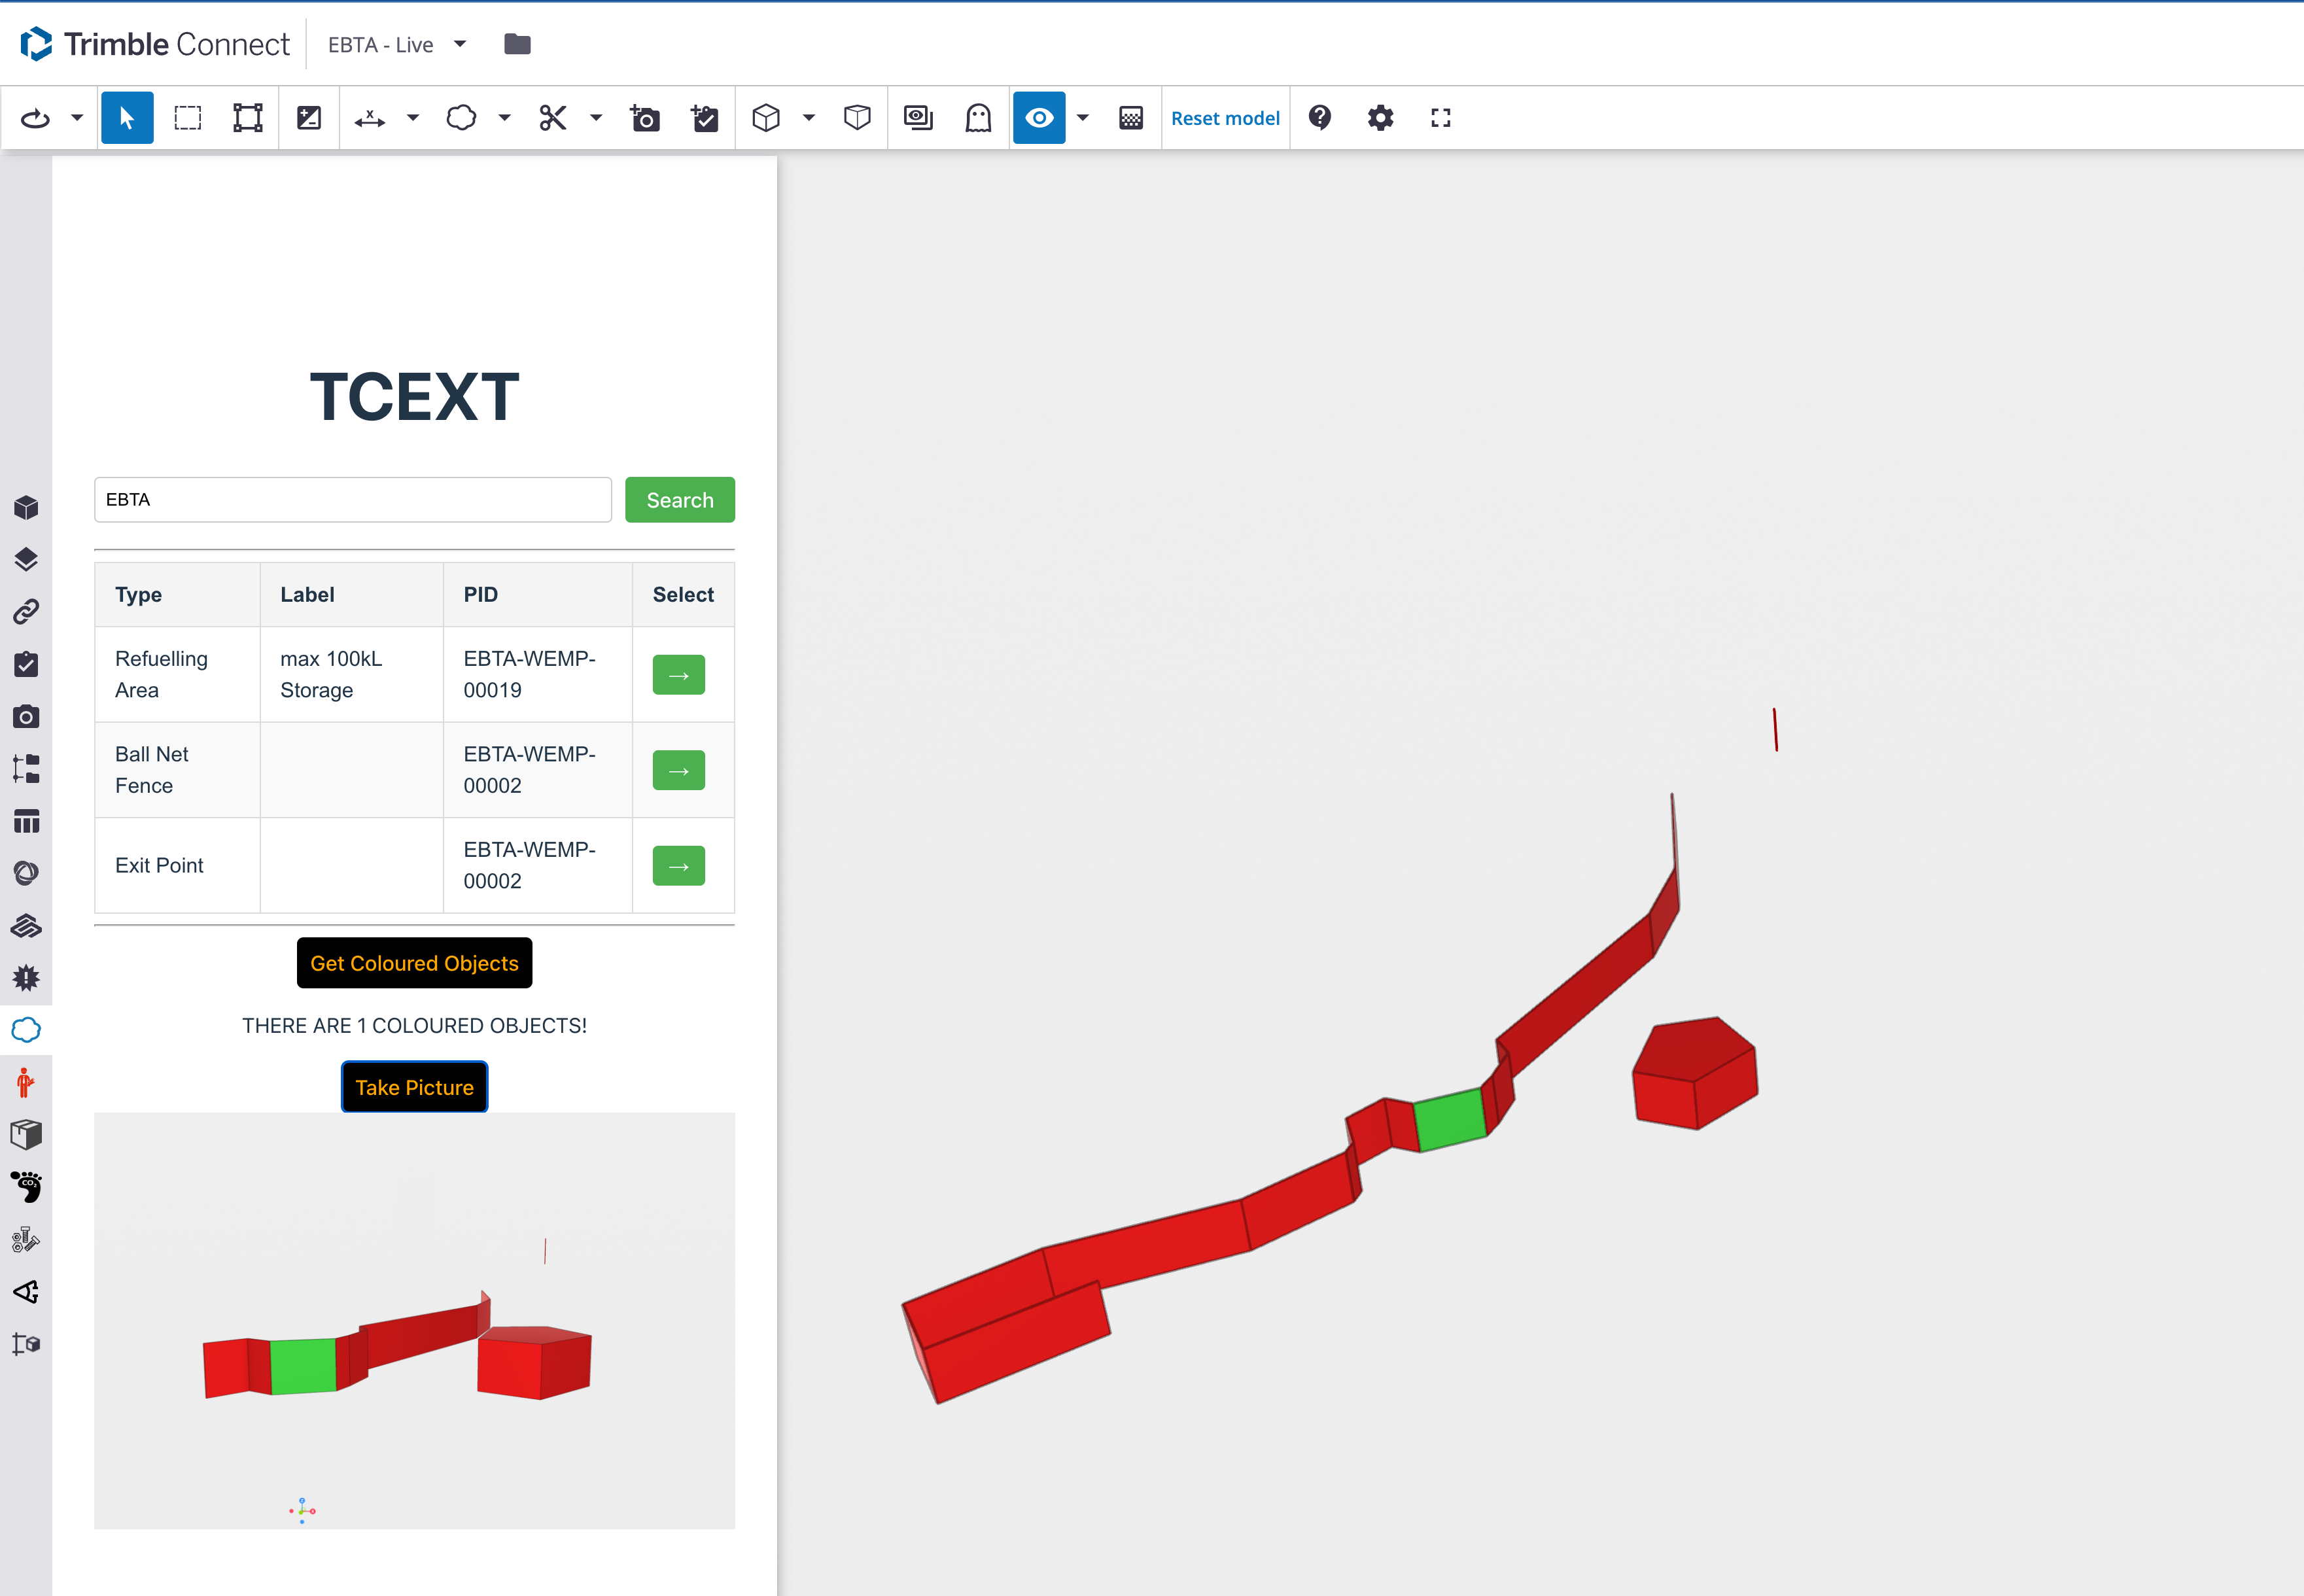 Trimble Connect
EBTA - Live
Reset model
TCEXT
EBTA
Search
Type Label PID Select
Refuelling Area max 100kL Storage EBTA-WEMP-00019 →
Ball Net Fence EBTA-WEMP-00002 →
Exit Point EBTA-WEMP-00002 →
Get Coloured Objects
THERE ARE 1 COLOURED OBJECTS!
Take Picture
CO2